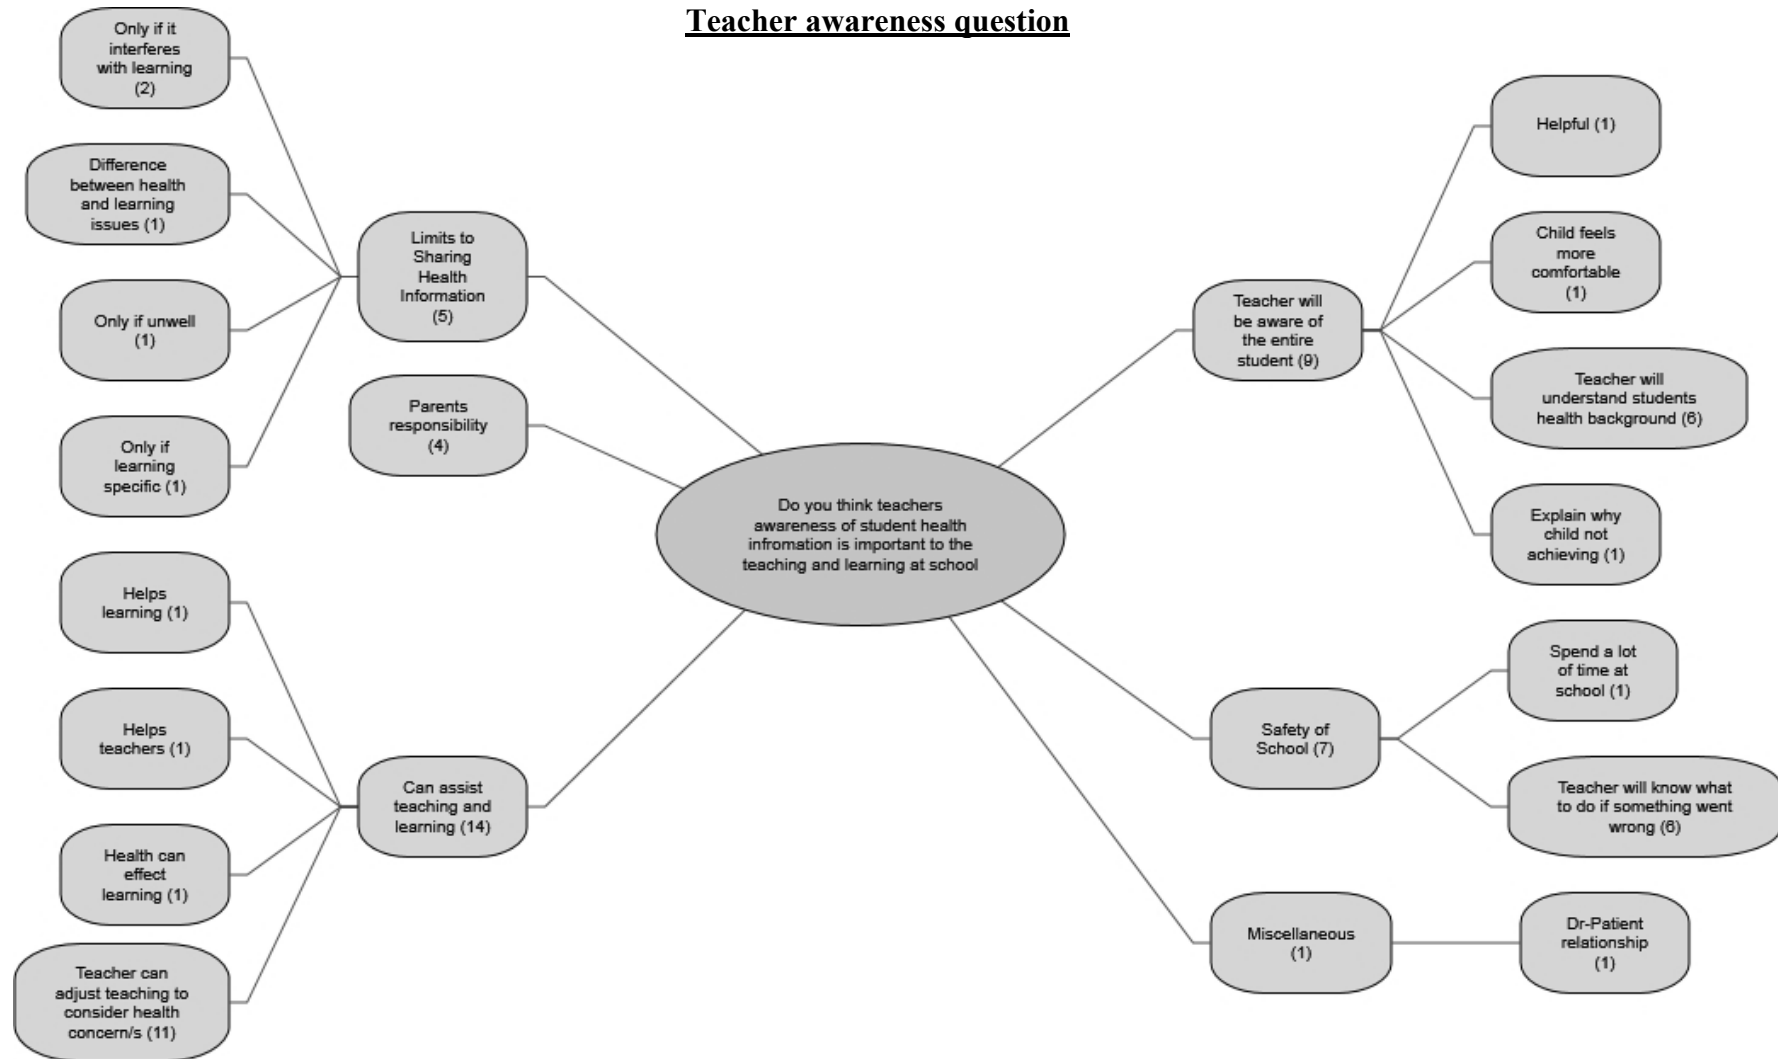 Teacher awareness question
Only if it
interferes
with learning
(2)
Difference
between health
and learning
issues (1)
Only if unwell
(1)
Only if
learning
specific (1)
Limits to
Sharing
Health
Information
(5)
Parents
responsibility
(4)
Helps
learning (1)
Helps
teachers (1)
Health can
effect
learning (1)
Teacher can
adjust teaching to
consider health
concern/s (11)
Can assist
teaching and
learning (14)
Do you think teachers
awareness of student health
infromation is important to the
teaching and learning at school
Teacher will
be aware of
the entire
student (9)
Helpful (1)
Child feels
more
comfortable
(1)
Teacher will
understand students
health background (6)
Explain why
child not
achieving (1)
Safety of
School (7)
Spend a lot
of time at
school (1)
Teacher will know what
to do if something went
wrong (6)
Miscellaneous
(1)
Dr-Patient
relationship
(1)